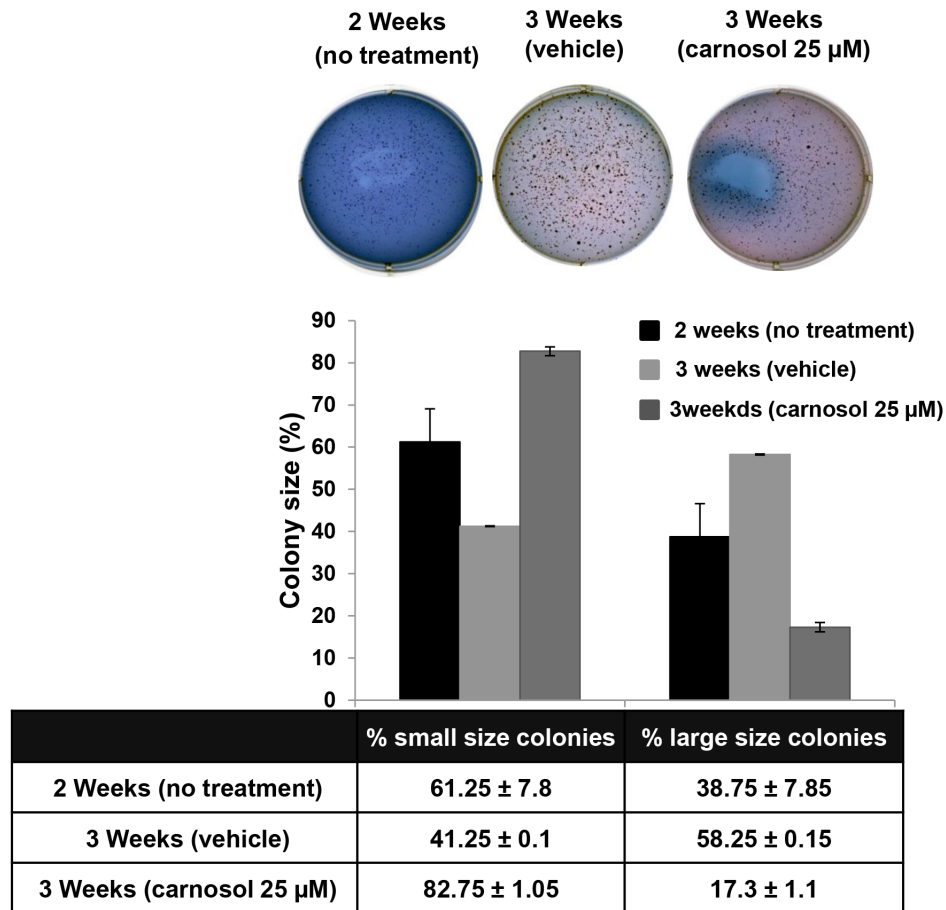 2 Weeks
(no treatment)
3 Weeks
(vehicle)
3 Weeks
(carnosol 25 µM)
Colony size (%)
90
80
70
60
50
40
30
20
10
0
2 weeks (no treatment)
3 weeks (vehicle)
3weekds (carnosol 25 µM)
% small size colonies % large size colonies
2 Weeks (no treatment) 61.25 ± 7.8 38.75 ± 7.85
3 Weeks (vehicle) 41.25 ± 0.1 58.25 ± 0.15
3 Weeks (carnosol 25 µM) 82.75 ± 1.05 17.3 ± 1.1